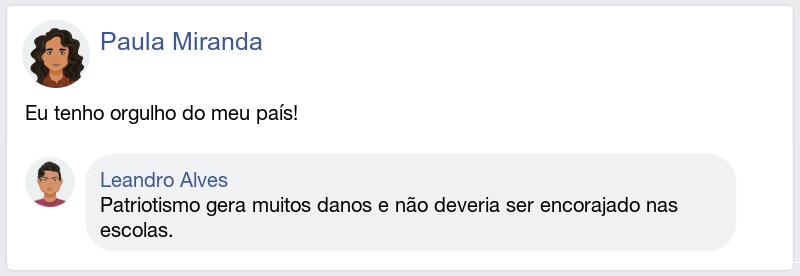 Paula Miranda
Eu tenho orgulho do meu país!
Leandro Alves
Patriotismo gera muitos danos e não deveria ser encorajado nas
escolas.